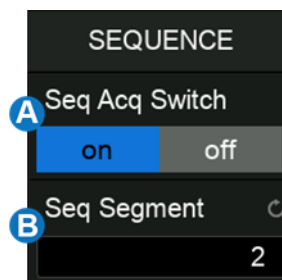 SEQUENCE
A
Seq Acq Switch
on off
B
Seq Segment
2